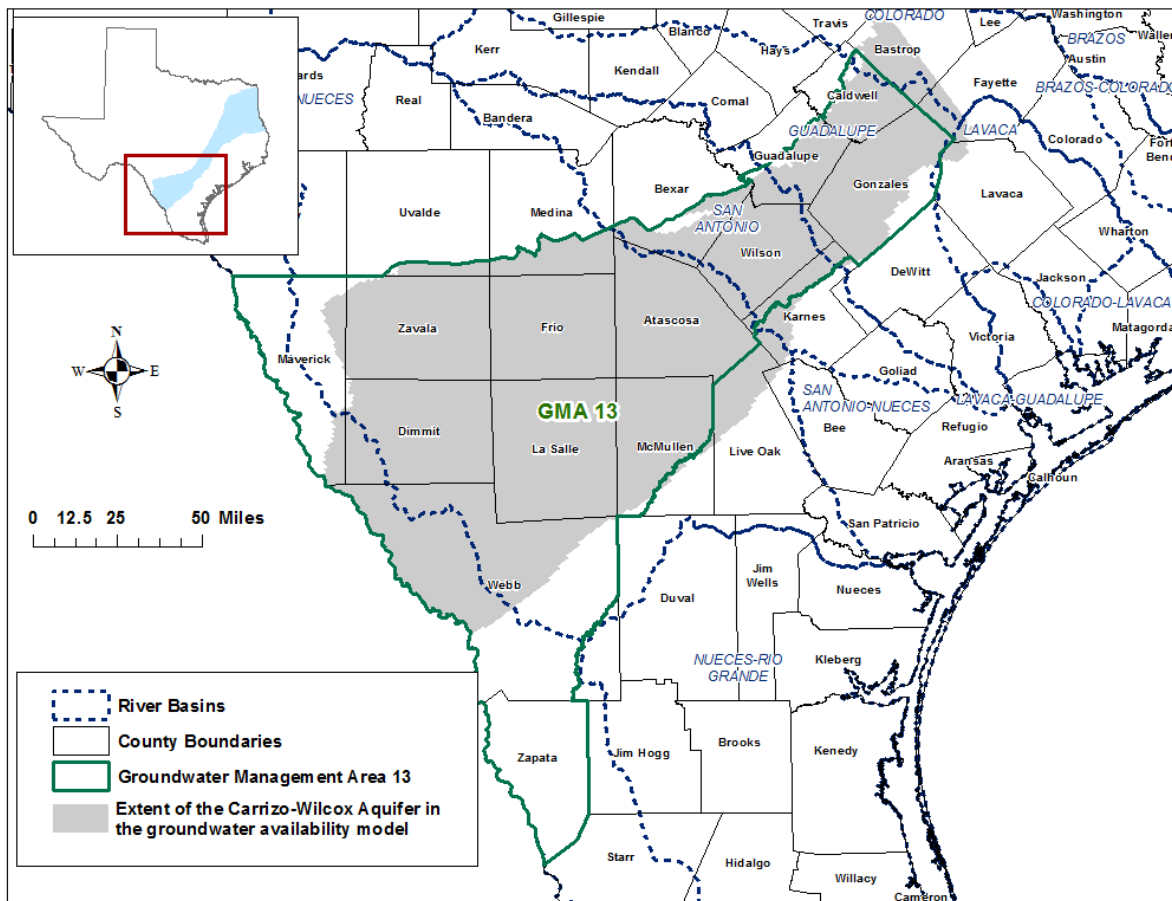 Gillespie
Travis
COLORADO
Lee
Washington
Kerr
Blanco
Hays
Bastrop
BRAZOS
Waller
Austin
ards
Kendall
Fayette
NUECES
Real
Comal
Caldwell
BRAZOS-COLORADO
Bandera
GUADALUPE
LAVACA
Colorado
Fort
Bend
Guadalupe
Bexar
Gonzales
Lavaca
Uvalde
Medina
SAN
ANTONIO
Wharton
Wilson
DeWitt
Jackson
COLORADO-LAVACA
Zavala
Frio
Atascosa
Karnes
Matagorda
Victoria
Maverick
N
W
E
S
Goliad
SAN
ANTONIO-NUECES
LAVACA-GUADALUPE
GMA 13
Dimmit
La Salle
McMullen
Live Oak
Bee
Refugio
Aransas
Calhoun
0 12.5 25 50 Miles
San Patricio
Webb
Duval
Jim
Wells
Nueces
NUECES-RIO
GRANDE
Kleberg
Zapata
Jim Hogg
Brooks
Kenedy
Starr
Hidalgo
Willacy
Cameron
River Basins
County Boundaries
Groundwater Management Area 13
Extent of the Carrizo-Wilcox Aquifer in
the groundwater availability model